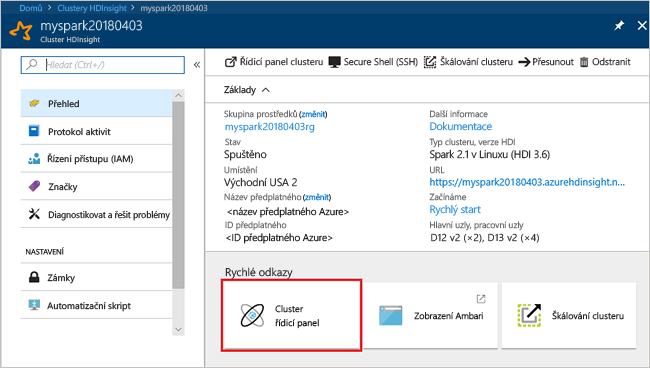 Domů > Clustery HDInsight > myspark20180403
myspark20180403
Cluster HDInsight
Hledat (Ctrl+/)
Přehled
Protokol aktivit
Řízení přístupu (IAM)
Značky
Diagnostikovat a řešit problémy
NASTAVENÍ
Zámky
Automatizační skript
Řídicí panel clusteru Secure Shell (SSH) Škálování clusteru Přesunout Odstranit
Základy
Skupina prostředků (změnit)
myspark20180403rg
Stav
Spuštěno
Umístění
Východní USA 2
Název předplatného (změnit)
<název předplatného Azure>
ID předplatného
<ID předplatného Azure>
Další informace
Dokumentace
Typ clusteru, verze HDI
Spark 2.1 v Linuxu (HDI 3.6)
URL
https://myspark20180403.azurehdinsight.n...
Začínáme
Rychlý start
Hlavní uzly, pracovní uzly
D12 v2 (×2), D13 v2 (×4)
Rychlé odkazy
Cluster
řídicí panel
Zobrazení Ambari
Škálování clusteru